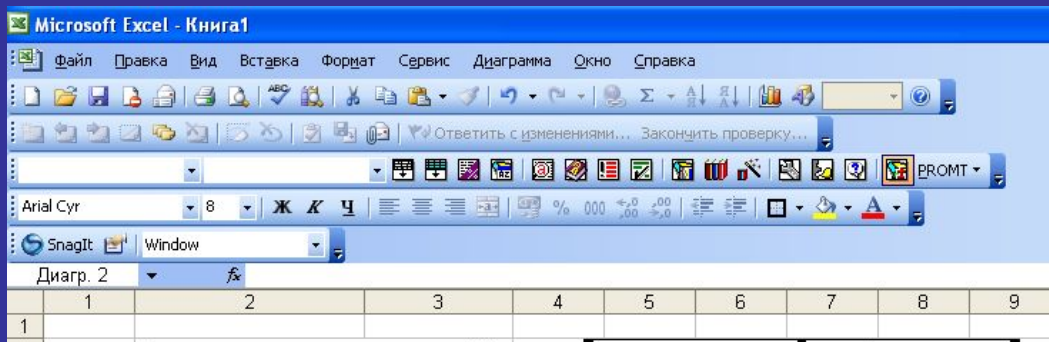 Microsoft Excel - Книга1
Файл Правка Вид Вставка Формат Сервис Диаграмма Окно Справка
Ответить с изменениями... Закончить проверку...
PROMT
Arial Cyr 8 Ж К Ч % 000
SnagIt Window
Диагр. 2 fx
1 2 3 4 5 6 7 8 9
1